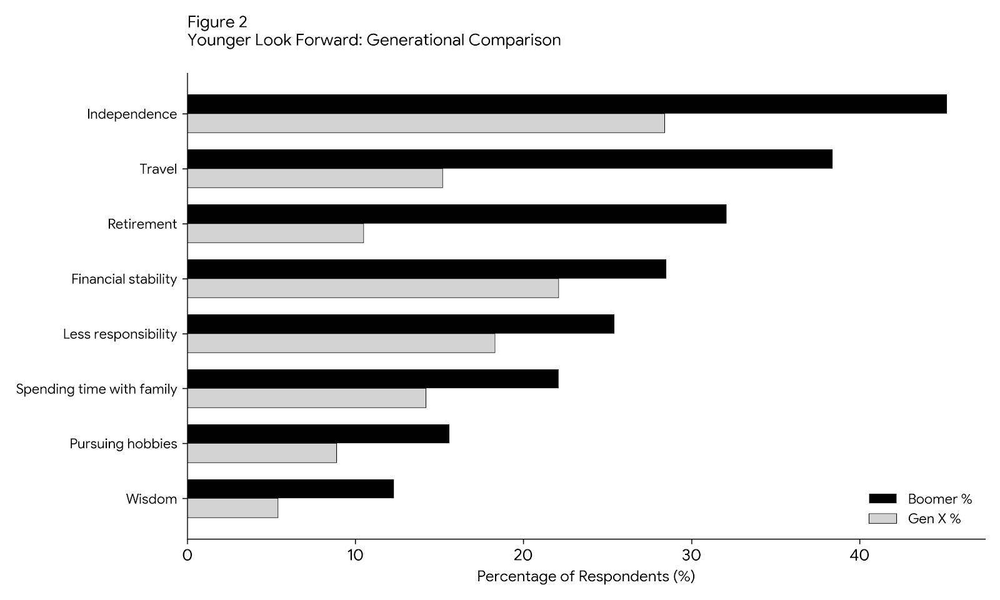 Figure 2
Younger Look Forward: Generational Comparison
Independence
Travel
Retirement
Financial stability
Less responsibility
Spending time with family
Pursuing hobbies
Wisdom
Boomer %
Gen X %
0 10 20 30 40
Percentage of Respondents (%)